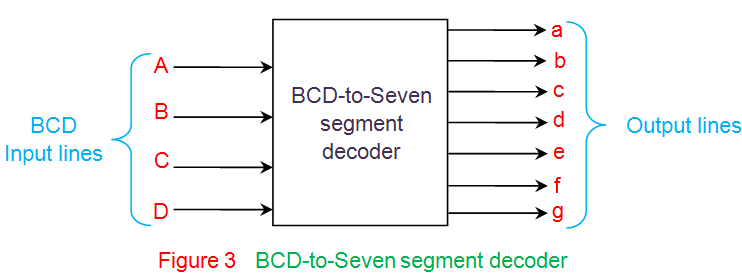 BCD
Input lines
A
B
C
D
BCD-to-Seven
segment
decoder
a
b
c
d
e
f
g
Output lines
Figure 3 BCD-to-Seven segment decoder